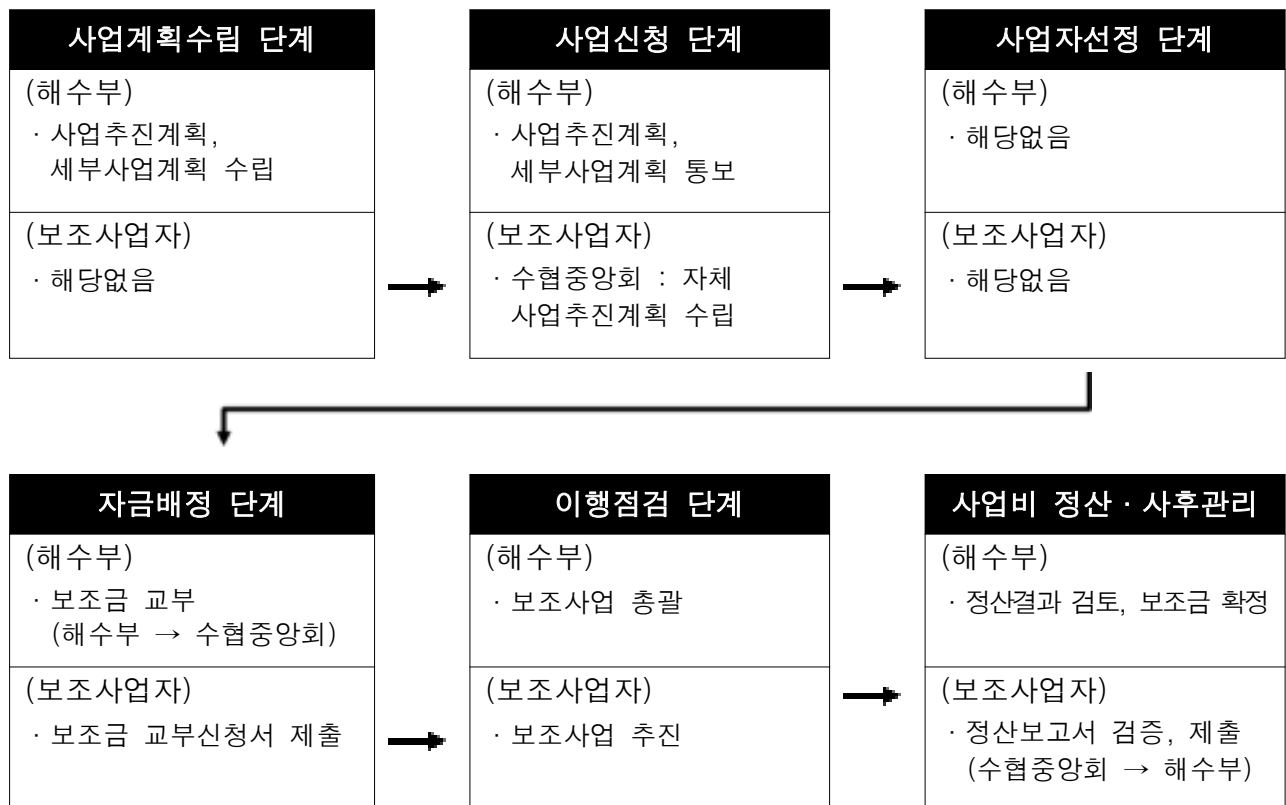 사업계획수립 단계
(해수부)
· 사업추진계획,
세부사업계획 수립
(보조사업자)
· 해당없음
사업신청 단계
(해수부)
· 사업추진계획,
세부사업계획 통보
(보조사업자)
· 수협중앙회 : 자체
사업추진계획 수립
사업자선정 단계
(해수부)
· 해당없음
(보조사업자)
· 해당없음
자금배정 단계
(해수부)
· 보조금 교부
(해수부 → 수협중앙회)
(보조사업자)
· 보조금 교부신청서 제출
이행점검 단계
(해수부)
· 보조사업 총괄
(보조사업자)
· 보조사업 추진
사업비 정산 · 사후관리
(해수부)
· 정산결과 검토, 보조금 확정
(보조사업자)
· 정산보고서 검증, 제출
(수협중앙회 → 해수부)